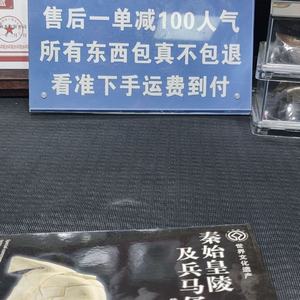 售后一单减100人气
所有东西包真不包退
看准下手运费到付
世界文化遗产
秦始皇陵
及兵马俑